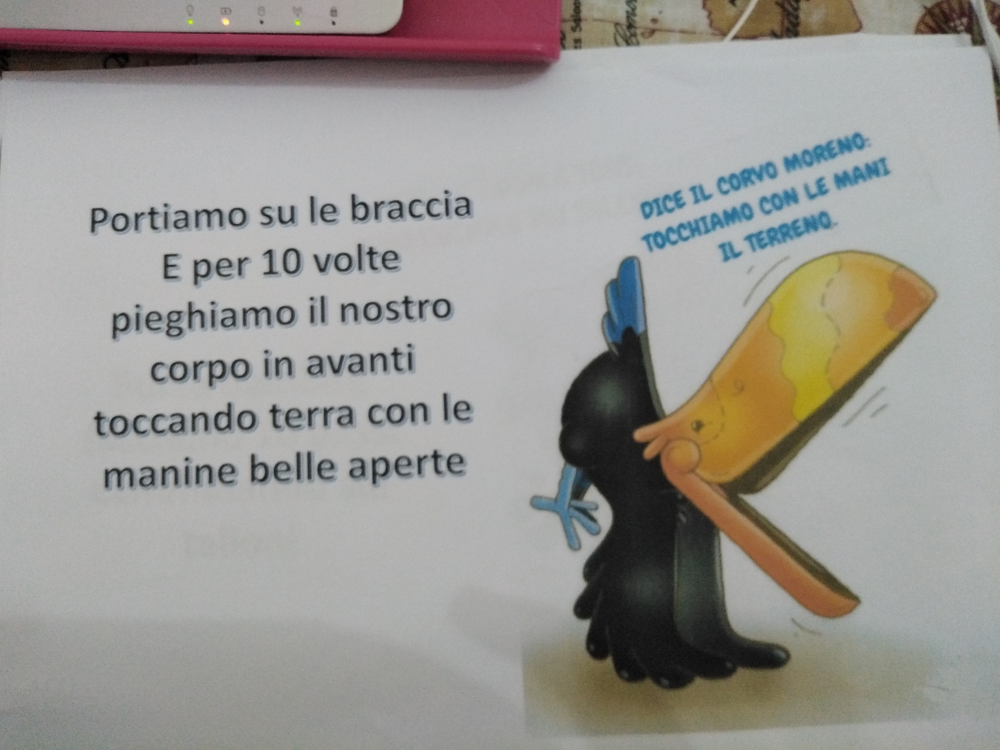 Portiamo su le braccia
E per 10 volte
pieghiamo il nostro
corpo in avanti
toccando terra con le
manine belle aperte
DICE IL CORVO MORENO:
TOCCHIAMO CON LE MANI
IL TERRENO.